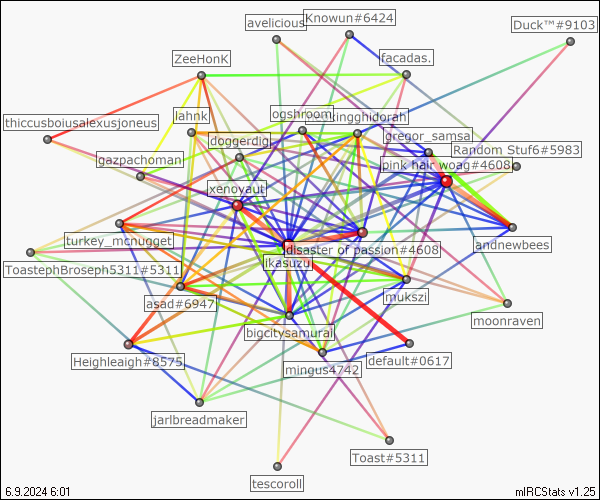 avelicious
Knowun#6424
Duck™#9103
ZeeHonK
facadas.
thiccusboiusalexusjoneus
lahnk
ogshroom
kingghidorah
doggerdig
gregor_samsa
Random Stuf6#5983
gazpachoman
pink hair woag#4608
xenoyaut
turkey_mcnugget
disaster of passion#4608
andnewbees
ToastephBroseph5311#5311
lkasuzu
asad#6947
mukszi
bigcitysamurai
moonraven
Heighleaigh#8575
mingus4742
default#0617
jarlbreadmaker
Toast#5311
tescoroll
6.9.2024 6:01
mIRCStats v1.25